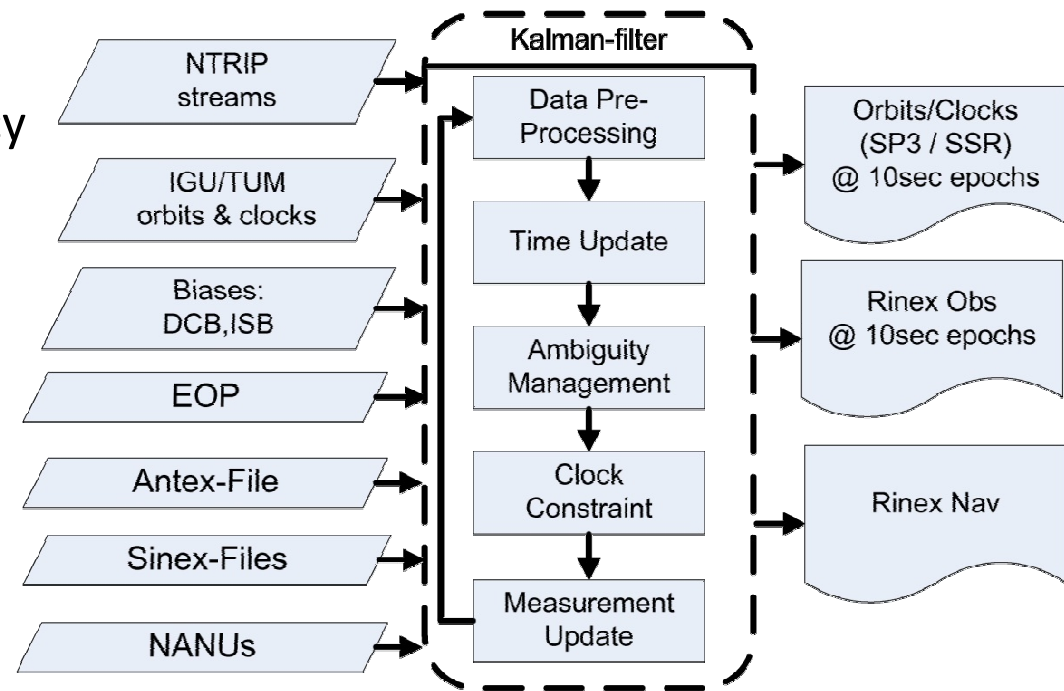 y
NTRIP
streams
IGU/TUM
orbits & clocks
Biases:
DCB,ISB
EOP
Antex-File
Sinex-Files
NANUs
Kalman-filter
Data Pre-
Processing
Time Update
Ambiguity
Management
Clock
Constraint
Measurement
Update
Orbits/Clocks
(SP3 / SSR)
@ 10sec epochs
Rinex Obs
@ 10sec epochs
Rinex Nav